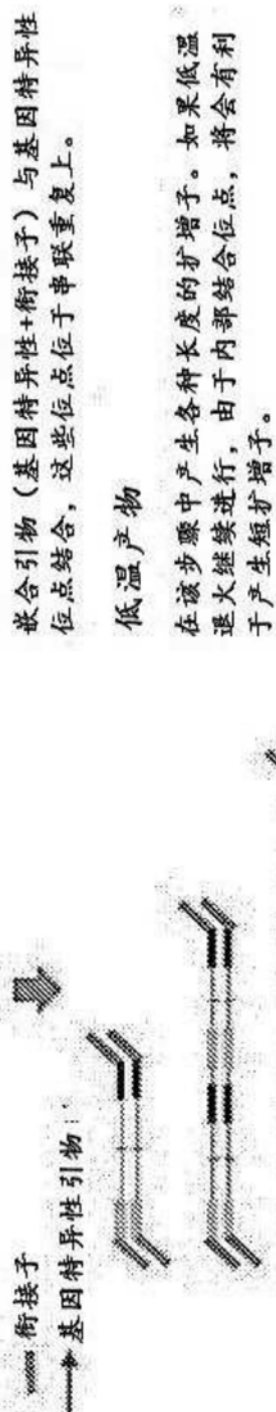 嵌合引物（基因特异性+衔接子）与基因特异性
位点结合，这些位点位于串联重复上。
低温产物
在该步骤中产生各种长度的扩增子。如果低温
退火继续进行，由于内部结合位点，将会有利
于产生短扩增子。
衔接子
基因特异性引物